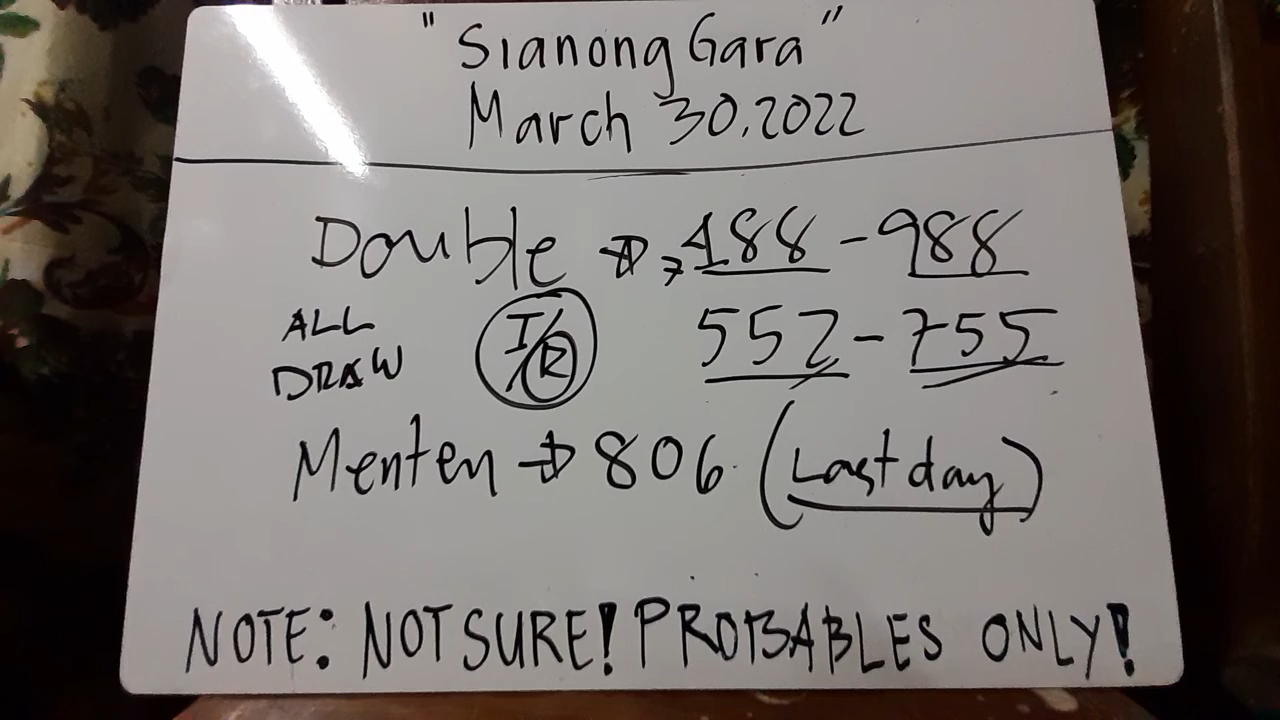 "Sianong Gara"
March 30.2022
Double → 188 - 988
ALL DRAW I/R 552 - 755
Menten → 806 (Last day)
NOTE: NOT SURE! PROBABLES ONLY!